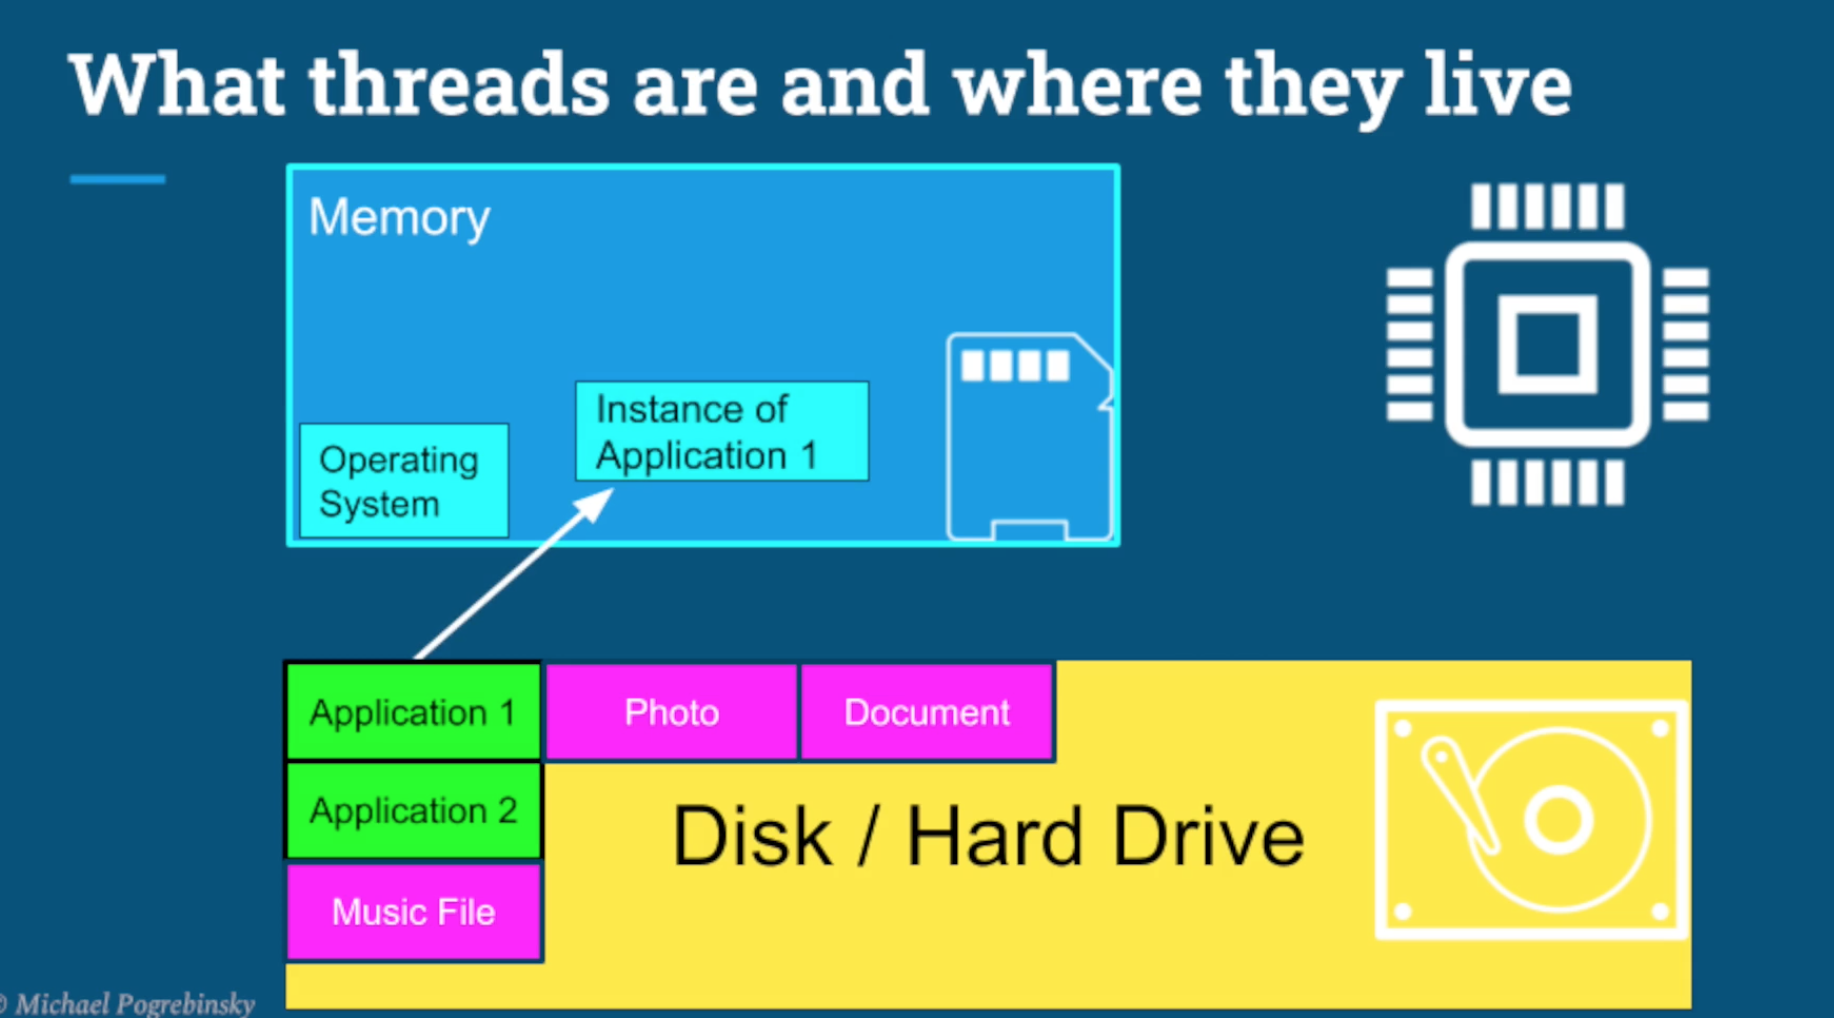 What threads are and where they live
Memory
Instance of
Application 1
Operating
System
Application 1
Photo
Document
Application 2
Disk / Hard Drive
Music File
© Michael Pogrebinsky